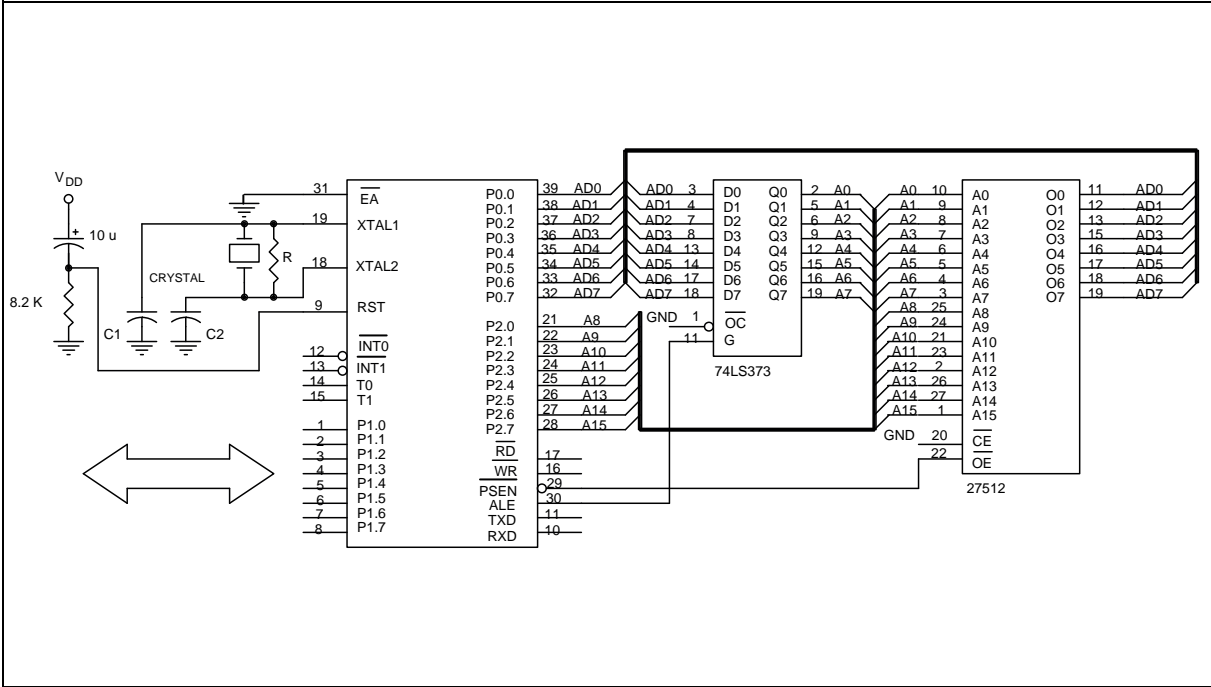 V DD
+
10 u
8.2 K
CRYSTAL
C1
C2
R
31 EA
19 XTAL1
18 XTAL2
9 RST
12 INT0
13 INT1
14 T0
15 T1
1 P1.0
2 P1.1
3 P1.2
4 P1.3
5 P1.4
6 P1.5
7 P1.6
8 P1.7
P0.0 39 AD0
P0.1 38 AD1
P0.2 37 AD2
P0.3 36 AD3
P0.4 35 AD4
P0.5 34 AD5
P0.6 33 AD6
P0.7 32 AD7
P2.0 21 A8
P2.1 22 A9
P2.2 23 A10
P2.3 24 A11
P2.4 25 A12
P2.5 26 A13
P2.6 27 A14
P2.7 28 A15
RD 17
WR 16
PSEN 29
ALE 30
TXD 11
RXD 10
AD0 3 D0 Q0 2 A0
AD1 4 D1 Q1 5 A1
AD2 7 D2 Q2 6 A2
AD3 8 D3 Q3 9 A3
AD4 13 D4 Q4 12 A4
AD5 14 D5 Q5 15 A5
AD6 17 D6 Q6 16 A6
AD7 18 D7 Q7 19 A7
GND 1 OC
11 G
74LS373
A0 10 A0 O0 11 AD0
A1 9 A1 O1 12 AD1
A2 8 A2 O2 13 AD2
A3 7 A3 O3 15 AD3
A4 6 A4 O4 16 AD4
A5 5 A5 O5 17 AD5
A6 4 A6 O6 18 AD6
A7 3 A7 O7 19 AD7
A8 25 A8
A9 24 A9
A10 21 A10
A11 23 A11
A12 2 A12
A13 26 A13
A14 27 A14
A15 1 A15
GND 20 CE
22 OE
27512